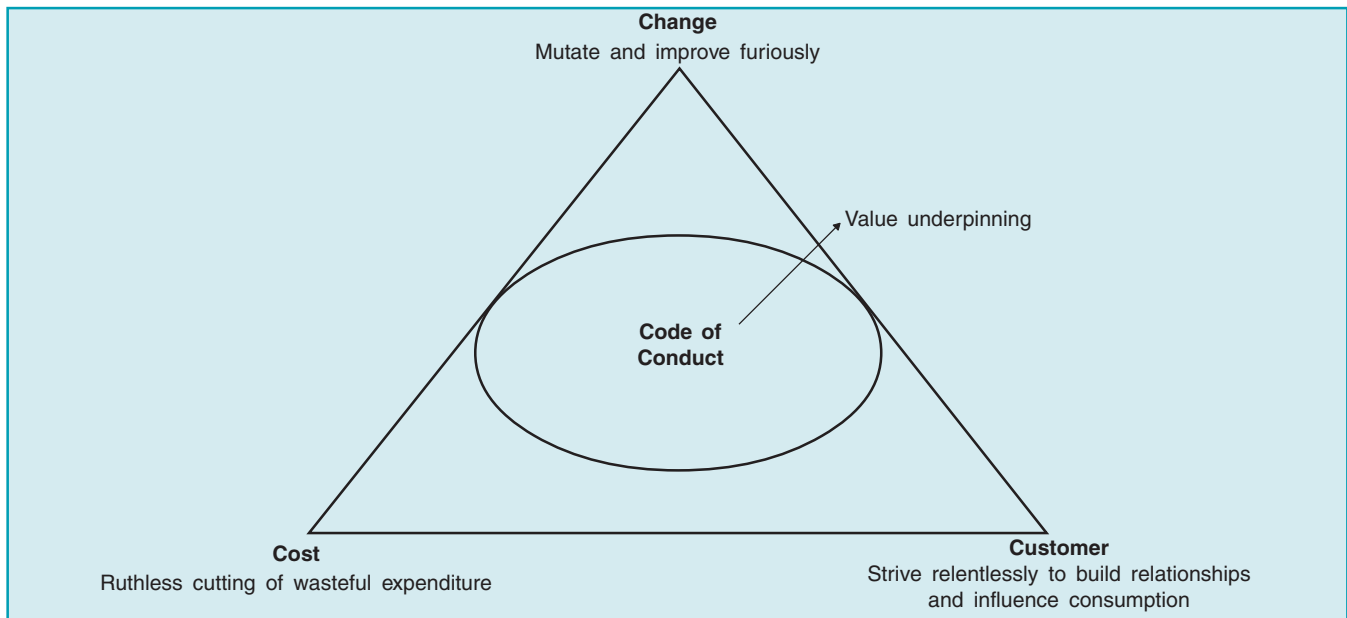 Change
Mutate and improve furiously
Value underpinning
Code of
Conduct
Cost
Ruthless cutting of wasteful expenditure
Customer
Strive relentlessly to build relationships
and influence consumption